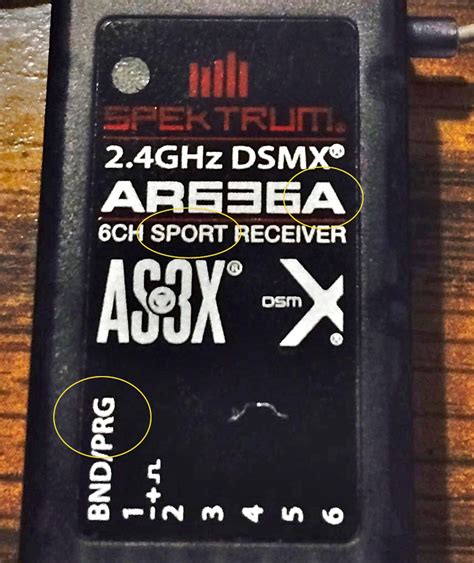 SPEKTRUM®
2.4GHz DSMX®
AR636A
6CH SPORT RECEIVER
AS3X®
DSM X®
BND/PRG
1
2
3
4
5
6